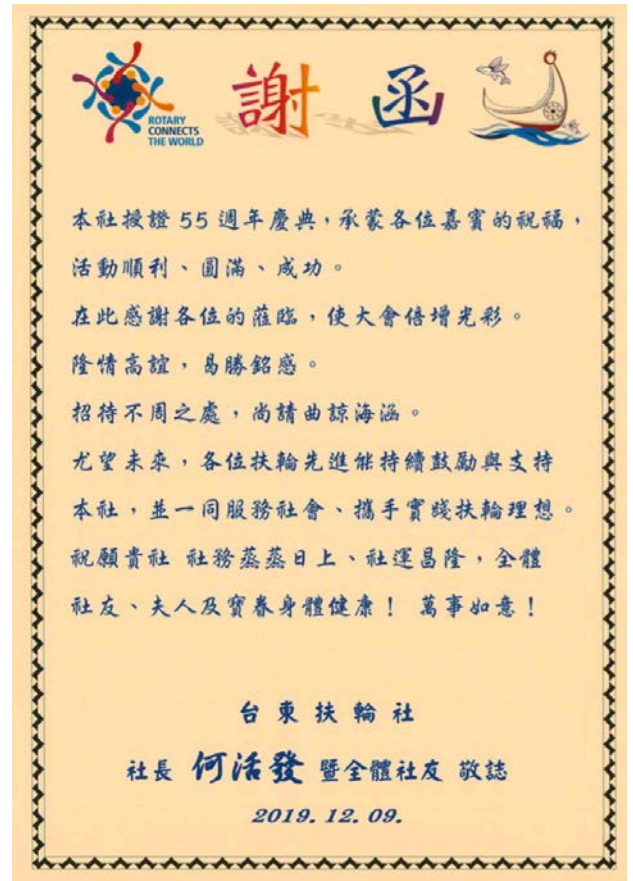 ROTARY
CONNECTS
THE WORLD
謝函
本社授證 55 週年慶典，承蒙各位嘉賓的祝福，
活動順利、圓滿、成功。
在此感謝各位的蒞臨，使大會倍增光彩。
隆情高誼，曷勝銘感。
招待不周之處，尚請曲諒海涵。
尤望未來，各位扶輪先進能持續鼓勵與支持
本社，並一同服務社會、攜手實踐扶輪理想。
祝願貴社 社務蒸蒸日上、社運昌隆，全體
社友、夫人及寶眷身體健康！ 萬事如意！
台東扶輪社
社長 何活發 暨全體社友 敬誌
2019. 12. 09.